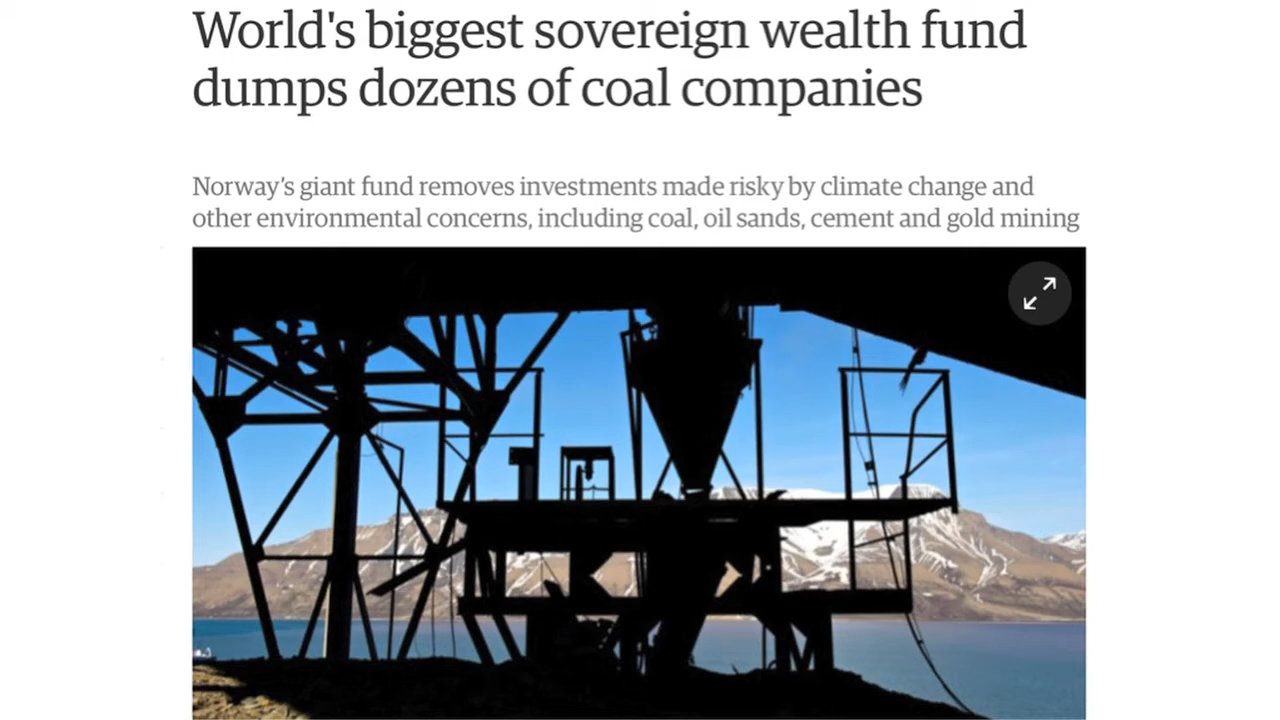 World's biggest sovereign wealth fund
dumps dozens of coal companies
Norway’s giant fund removes investments made risky by climate change and
other environmental concerns, including coal, oil sands, cement and gold mining